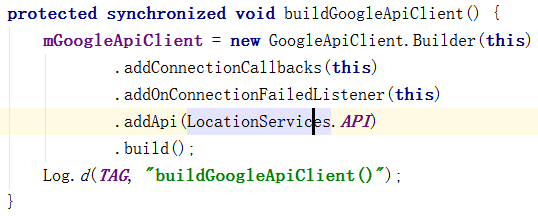 protected synchronized void buildGoogleApiClient() {
    mGoogleApiClient = new GoogleApiClient.Builder(this)
            .addConnectionCallbacks(this)
            .addOnConnectionFailedListener(this)
            .addApi(LocationServices.API)
            .build();
    Log.d(TAG, "buildGoogleApiClient()");
}